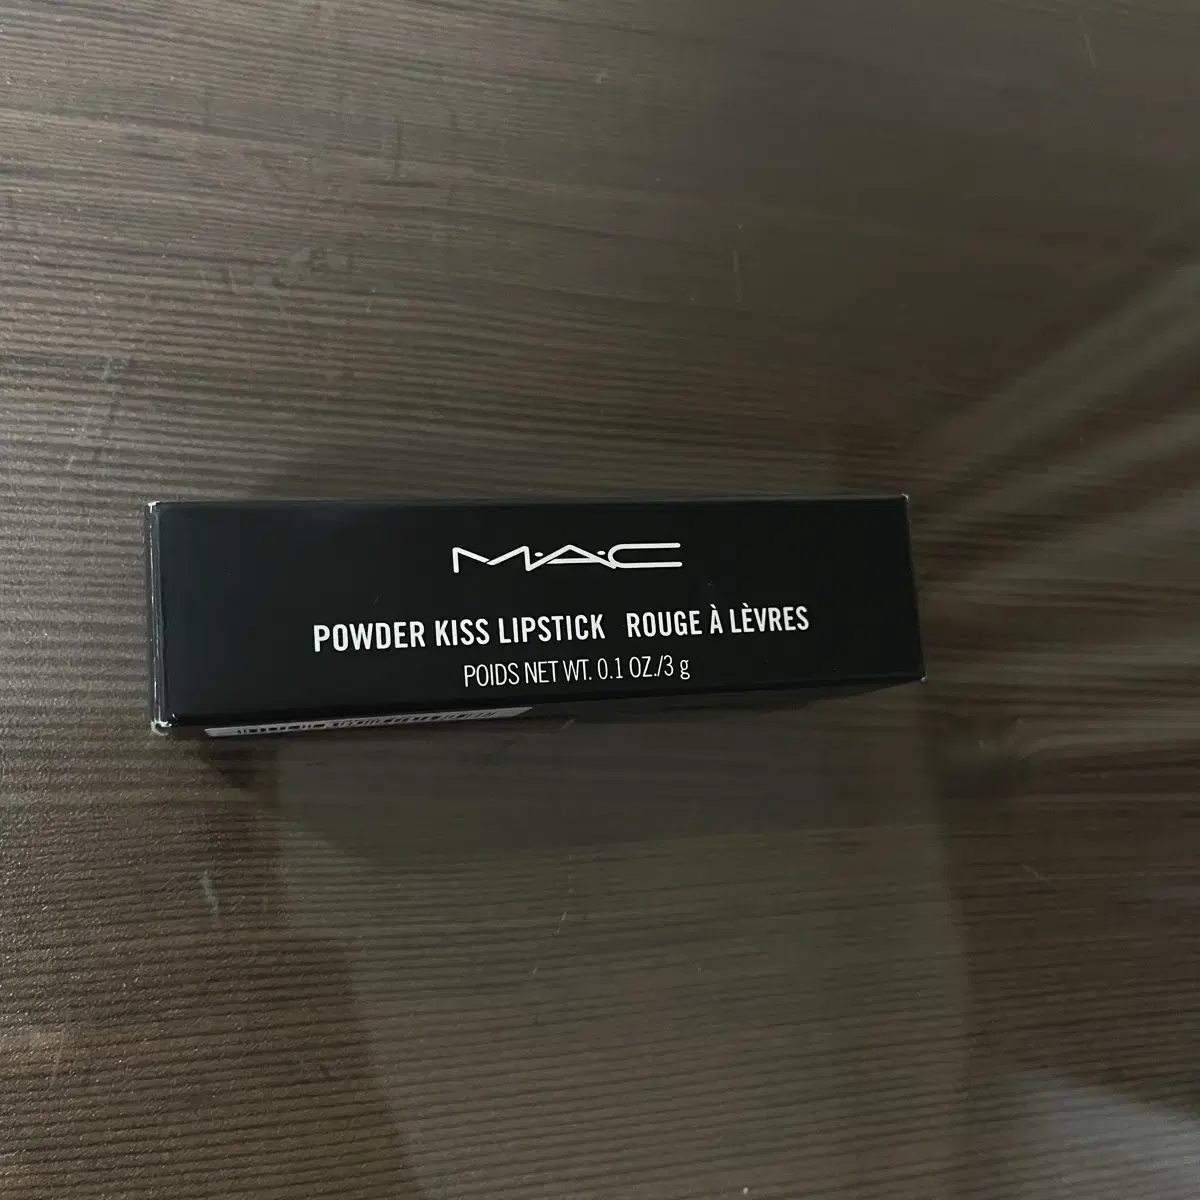 M·A·C
POWDER KISS LIPSTICK ROUGE À LÈVRES
POIDS NET WT. 0.1 OZ./3 g